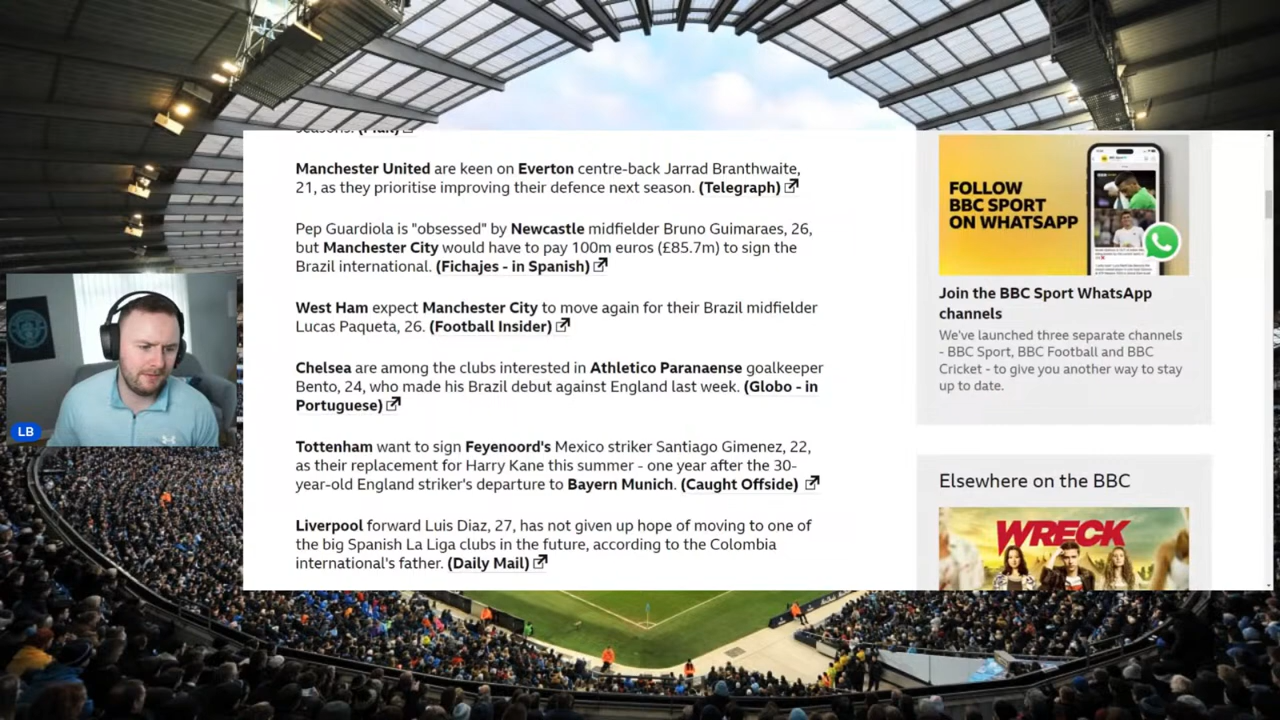 seasons. (Mail)
Manchester United are keen on Everton centre-back Jarrad Branthwaite,
21, as they prioritise improving their defence next season. (Telegraph)
Pep Guardiola is "obsessed" by Newcastle midfielder Bruno Guimaraes, 26,
but Manchester City would have to pay 100m euros (£85.7m) to sign the
Brazil international. (Fichajes - in Spanish)
West Ham expect Manchester City to move again for their Brazil midfielder
Lucas Paqueta, 26. (Football Insider)
Chelsea are among the clubs interested in Athletico Paranaense goalkeeper
Bento, 24, who made his Brazil debut against England last week. (Globo - in
Portuguese)
Tottenham want to sign Feyenoord's Mexico striker Santiago Gimenez, 22,
as their replacement for Harry Kane this summer - one year after the 30-
year-old England striker's departure to Bayern Munich. (Caught Offside)
Liverpool forward Luis Diaz, 27, has not given up hope of moving to one of
the big Spanish La Liga clubs in the future, according to the Colombia
international's father. (Daily Mail)
FOLLOW
BBC SPORT
ON WHATSAPP
Join the BBC Sport WhatsApp
channels
We've launched three separate channels
- BBC Sport, BBC Football and BBC
Cricket - to give you another way to stay
up to date.
Elsewhere on the BBC
WRECK
LB